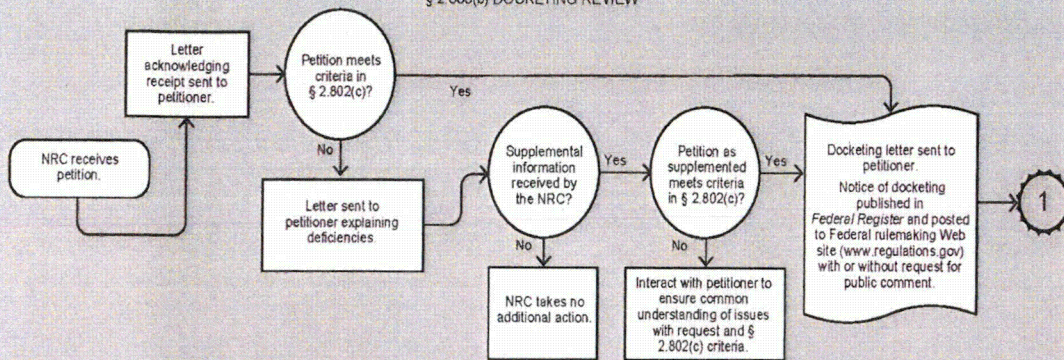 Letter
acknowledging
receipt sent to
petitioner.
Petition meets
criteria in
§ 2.802(c)?
Yes
No
NRC receives
petition.
Letter sent to
petitioner explaining
deficiencies
Supplemental
information
received by
the NRC?
Yes
No
NRC takes no
additional action.
Petition as
supplemented
meets criteria
in § 2.802(c)?
Yes
No
Interact with petitioner to
ensure common
understanding of issues
with request and §
2.802(c) criteria.
Docketing letter sent to
petitioner.
Notice of docketing
published in
Federal Register and posted
to Federal rulemaking Web
site (www.regulations.gov)
with or without request for
public comment.
1